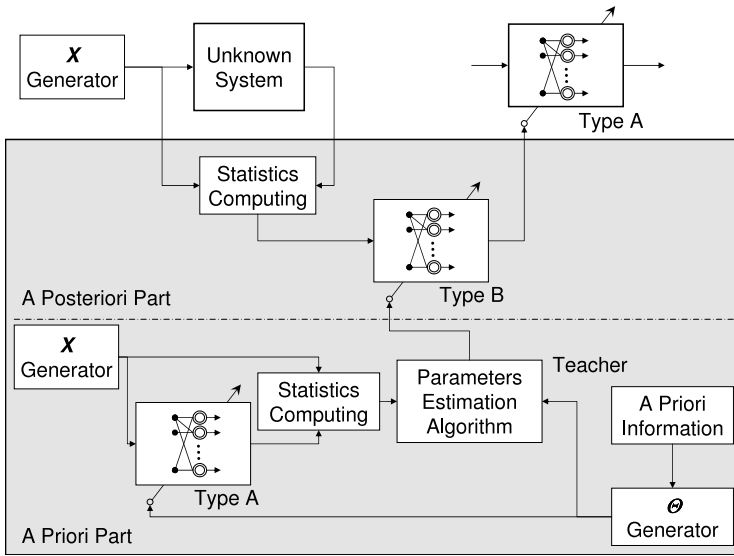 X
Generator
Unknown
System
Type A
Statistics
Computing
Type B
A Posteriori Part
X
Generator
Statistics
Computing
Parameters
Estimation
Algorithm
Teacher
A Priori
Information
Type A
Θ
Generator
A Priori Part